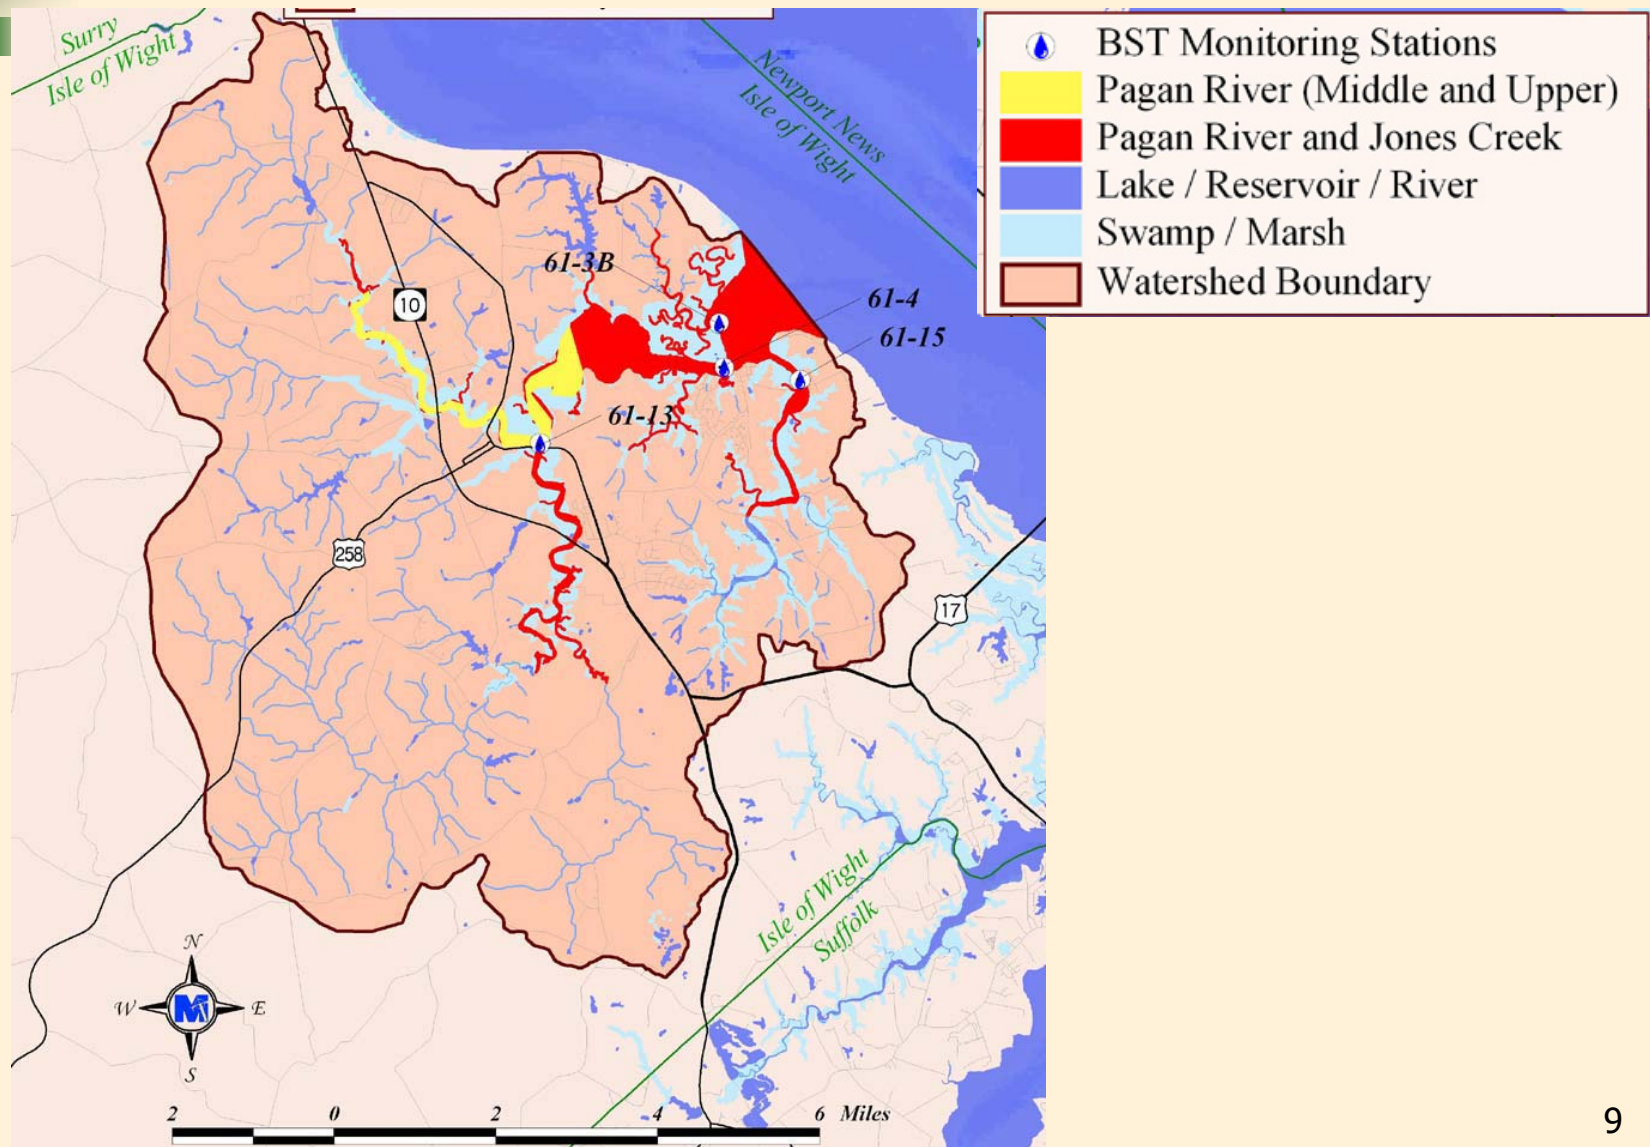 Surry
Isle of Wight
Newport News
Isle of Wight
BST Monitoring Stations
Pagan River (Middle and Upper)
Pagan River and Jones Creek
Lake / Reservoir / River
Swamp / Marsh
Watershed Boundary
61-3B
10
61-4
61-15
61-13
258
17
Isle of Wight
Suffolk
N
W
M
E
S
2 0 2 4 6 Miles
9